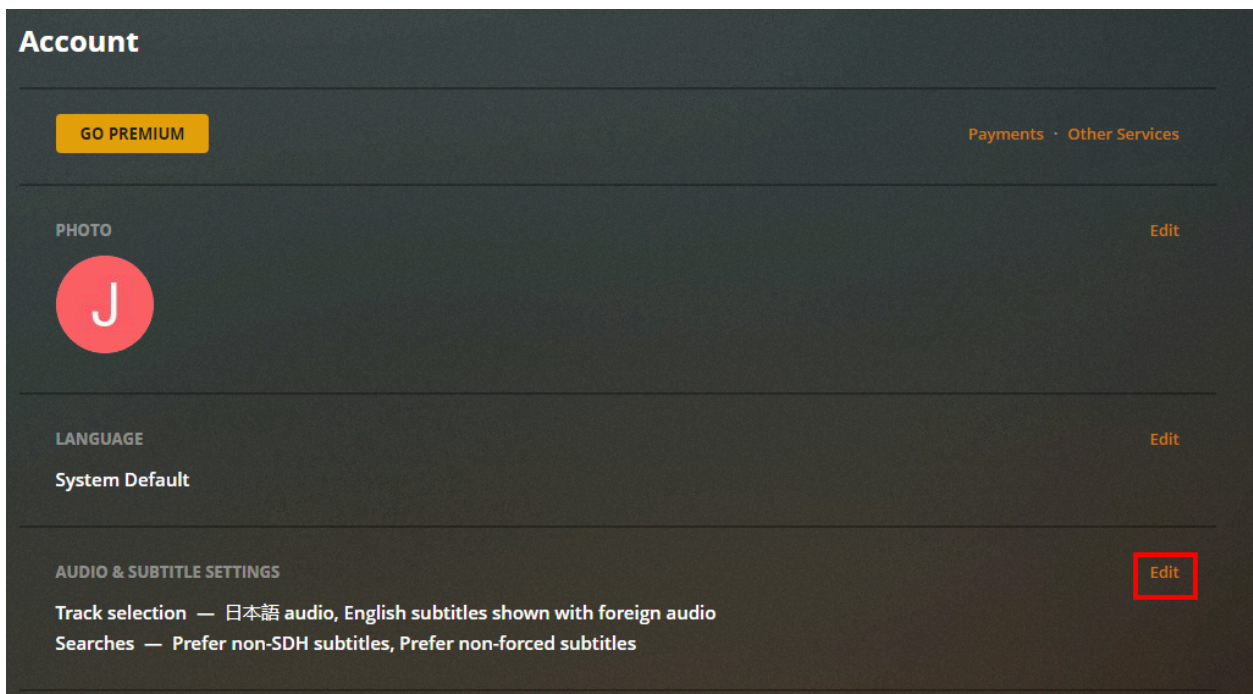 Account
GO PREMIUM
Payments · Other Services
PHOTO
Edit
J
LANGUAGE
Edit
System Default
AUDIO & SUBTITLE SETTINGS
Edit
Track selection — 日本語 audio, English subtitles shown with foreign audio
Searches — Prefer non-SDH subtitles, Prefer non-forced subtitles